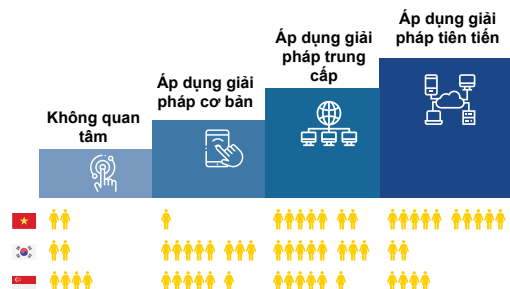 Không quan
tâm
Áp dụng giải
pháp cơ bản
Áp dụng giải
pháp trung
cấp
Áp dụng giải
pháp tiên tiến